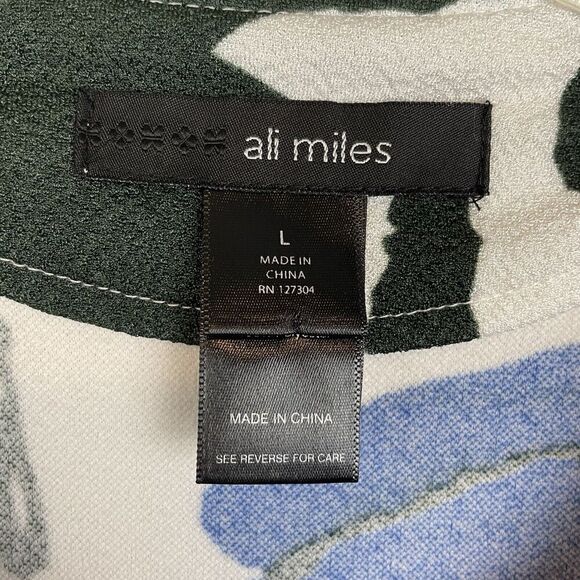 ali miles
L
MADE IN
CHINA
RN 127304
MADE IN CHINA
SEE REVERSE FOR CARE